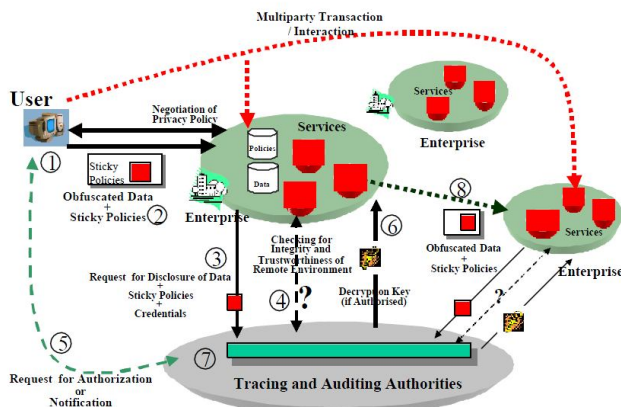 Multiparty Transaction
/ Interaction
User
Negotiation of
Privacy Policy
Services
Policies
Data
Enterprise
①
Sticky
Policies
Obfuscated Data
+
Sticky Policies
②
Enterprise
Services
Enterprise
③
Request for Disclosure of Data
+
Sticky Policies
+
Credentials
Checking for
Integrity and
Trustworthiness of
Remote Environment
④
?
⑥
Decryption Key
(if Authorised)
⑧
Obfuscated Data
+
Sticky Policies
?
⑤
Request for Authorization
or
Notification
⑦
Tracing and Auditing Authorities